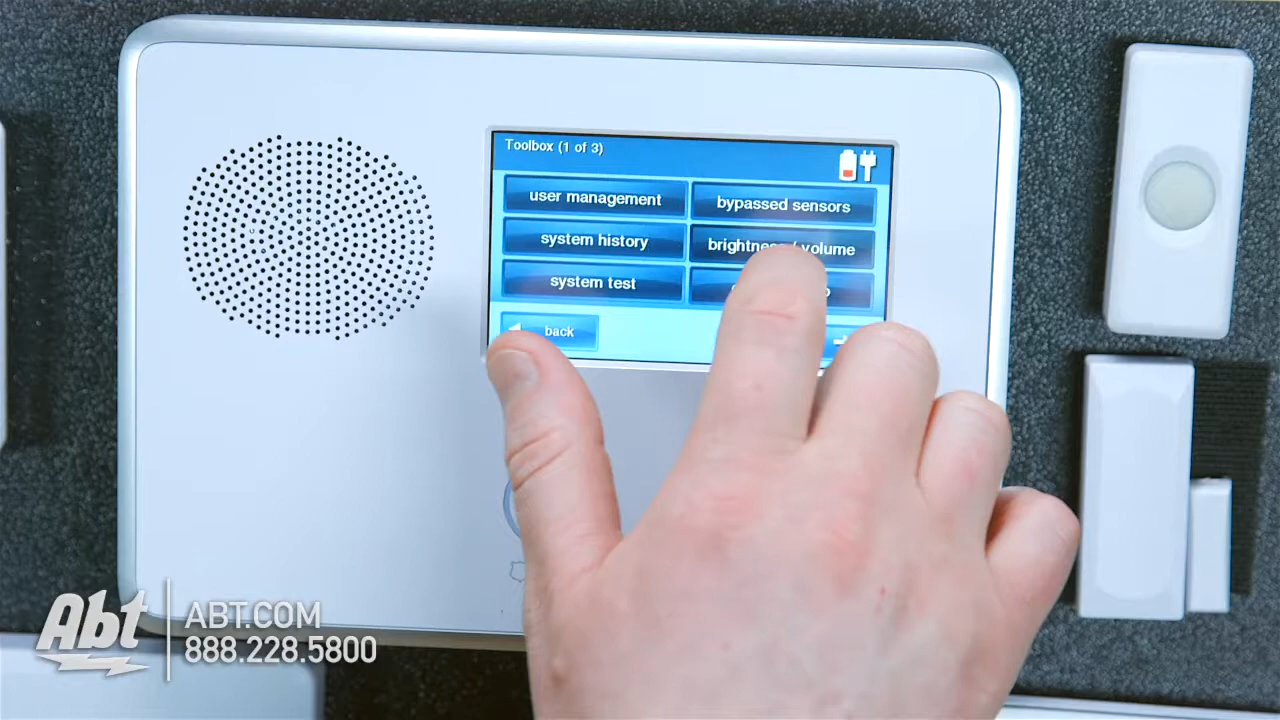 Toolbox (1 of 3)
user management
bypassed sensors
system history
brightness / volume
system test
back
Abt
ABT.COM
888.228.5800